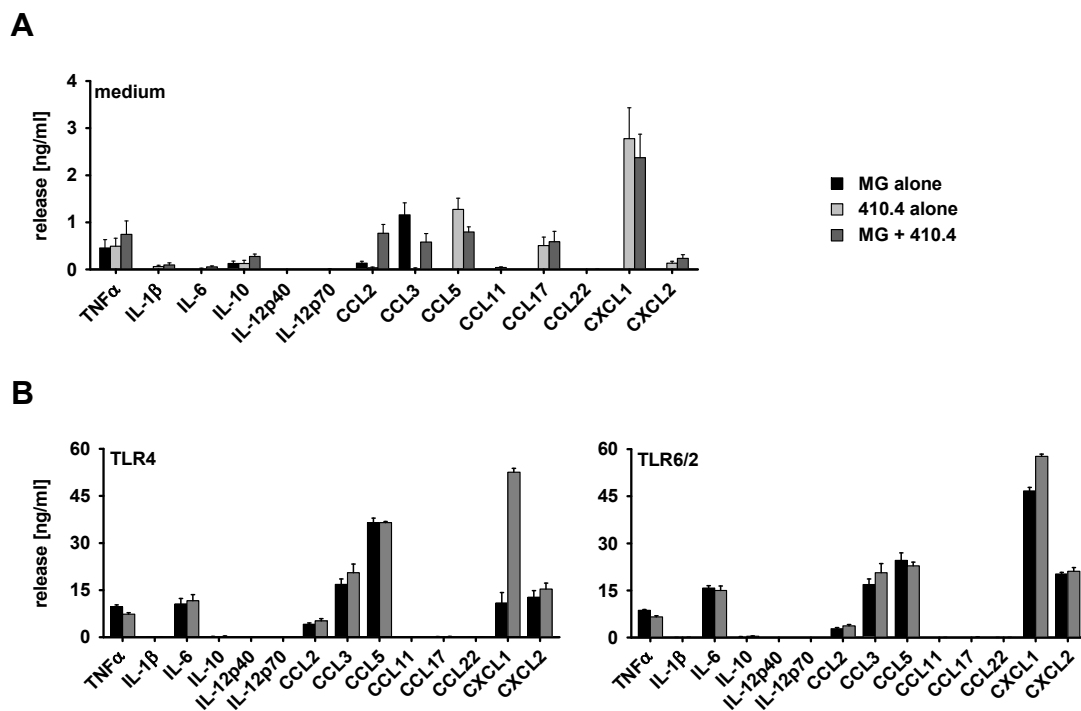 A
medium
release [ng/ml]
4
3
2
1
0
TNFα IL-1β IL-6 IL-10 IL-12p40 IL-12p70 CCL2 CCL3 CCL5 CCL11 CCL17 CCL22 CXCL1 CXCL2
MG alone
410.4 alone
MG + 410.4
B
TLR4
release [ng/ml]
60
45
30
15
0
TNFα IL-1β IL-6 IL-10 IL-12p40 IL-12p70 CCL2 CCL3 CCL5 CCL11 CCL17 CCL22 CXCL1 CXCL2
TLR6/2
60
45
30
15
0
TNFα IL-1β IL-6 IL-10 IL-12p40 IL-12p70 CCL2 CCL3 CCL5 CCL11 CCL17 CCL22 CXCL1 CXCL2